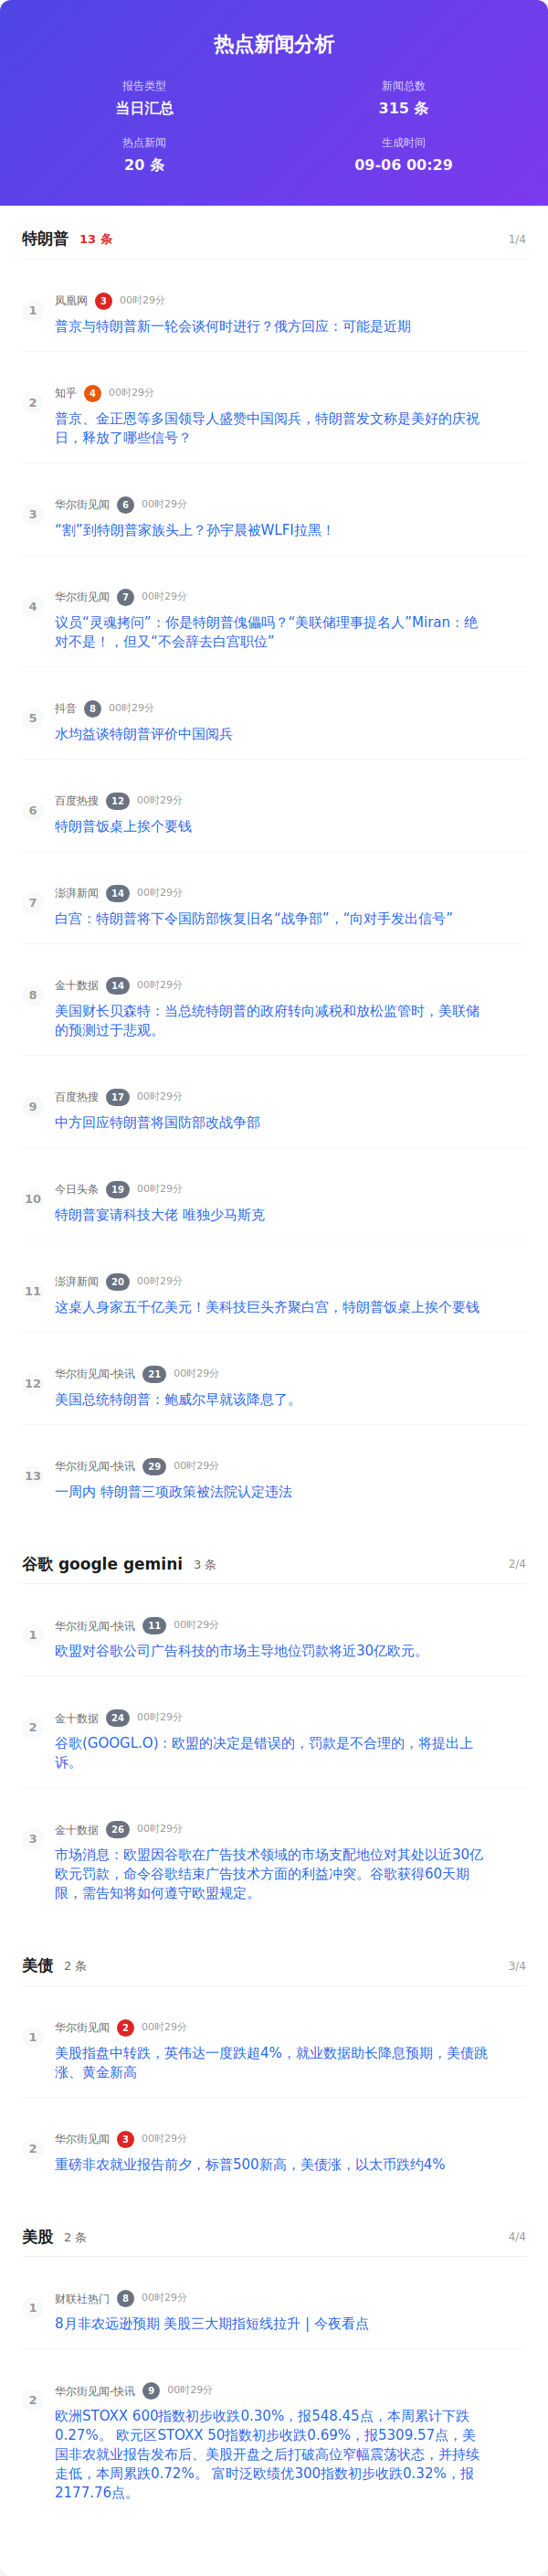 热点新闻分析
报告类型
新闻总数
当日汇总
315 条
热点新闻
生成时间
20 条
09-06 00:29
特朗普 13 条 1/4
1 凤凰网 3 00时29分
普京与特朗普新一轮会谈何时进行？俄方回应：可能是近期
2 知乎 4 00时29分
普京、金正恩等多国领导人盛赞中国阅兵，特朗普发文称是美好的庆祝
日，释放了哪些信号？
3 华尔街见闻 6 00时29分
“割”到特朗普家族头上？孙宇晨被WLFI拉黑！
4 华尔街见闻 7 00时29分
议员“灵魂拷问”：你是特朗普傀儡吗？“美联储理事提名人”Miran：绝
对不是！，但又“不会辞去白宫职位”
5 抖音 8 00时29分
水均益谈特朗普评价中国阅兵
6 百度热搜 12 00时29分
特朗普饭桌上挨个要钱
7 澎湃新闻 14 00时29分
白宫：特朗普将下令国防部恢复旧名“战争部”，“向对手发出信号”
8 金十数据 14 00时29分
美国财长贝森特：当总统特朗普的政府转向减税和放松监管时，美联储
的预测过于悲观。
9 百度热搜 17 00时29分
中方回应特朗普将国防部改战争部
10 今日头条 19 00时29分
特朗普宴请科技大佬 唯独少马斯克
11 澎湃新闻 20 00时29分
这桌人身家五千亿美元！美科技巨头齐聚白宫，特朗普饭桌上挨个要钱
12 华尔街见闻-快讯 21 00时29分
美国总统特朗普：鲍威尔早就该降息了。
13 华尔街见闻-快讯 29 00时29分
一周内 特朗普三项政策被法院认定违法
谷歌 google gemini 3 条 2/4
1 华尔街见闻-快讯 11 00时29分
欧盟对谷歌公司广告科技的市场主导地位罚款将近30亿欧元。
2 金十数据 24 00时29分
谷歌(GOOGL.O)：欧盟的决定是错误的，罚款是不合理的，将提出上
诉。
3 金十数据 26 00时29分
市场消息：欧盟因谷歌在广告技术领域的市场支配地位对其处以近30亿
欧元罚款，命令谷歌结束广告技术方面的利益冲突。谷歌获得60天期
限，需告知将如何遵守欧盟规定。
美债 2 条 3/4
1 华尔街见闻 2 00时29分
美股指盘中转跌，英伟达一度跌超4%，就业数据助长降息预期，美债跳
涨、黄金新高
2 华尔街见闻 3 00时29分
重磅非农就业报告前夕，标普500新高，美债涨，以太币跌约4%
美股 2 条 4/4
1 财联社热门 8 00时29分
8月非农远逊预期 美股三大期指短线拉升 | 今夜看点
2 华尔街见闻-快讯 9 00时29分
欧洲STOXX 600指数初步收跌0.30%，报548.45点，本周累计下跌
0.27%。 欧元区STOXX 50指数初步收跌0.69%，报5309.57点，美
国非农就业报告发布后、美股开盘之后打破高位窄幅震荡状态，并持续
走低，本周累跌0.72%。 富时泛欧绩优300指数初步收跌0.32%，报
2177.76点。